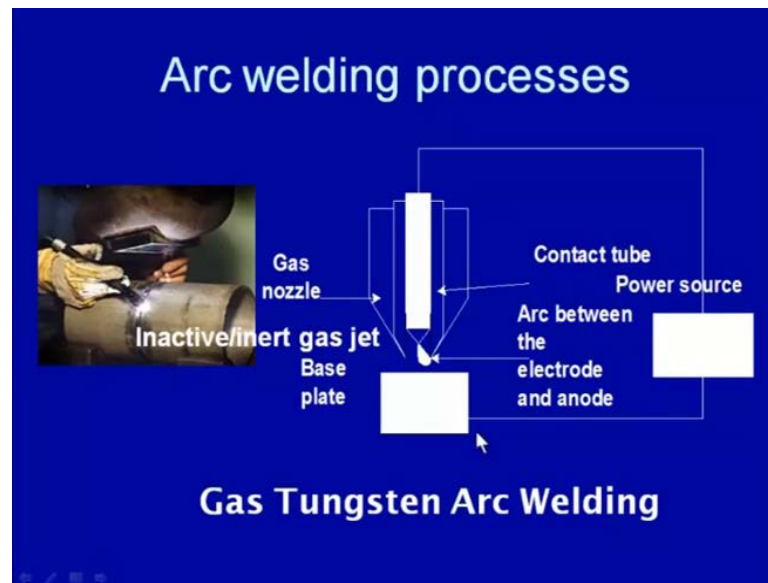 Arc welding processes
Gas
nozzle
Contact tube
Power source
Inactive/inert gas jet
Base
plate
Arc between
the
electrode
and anode
Gas Tungsten Arc Welding